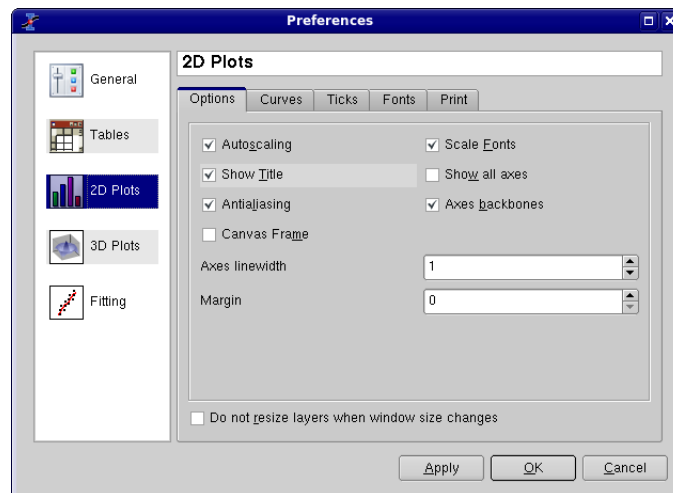 Preferences
General
Tables
2D Plots
3D Plots
Fitting
2D Plots
Options Curves Ticks Fonts Print
Autoscaling Scale Fonts
Show Title Show all axes
Antialiasing Axes backbones
Canvas Frame
Axes linewidth 1
Margin 0
Do not resize layers when window size changes
Apply OK Cancel